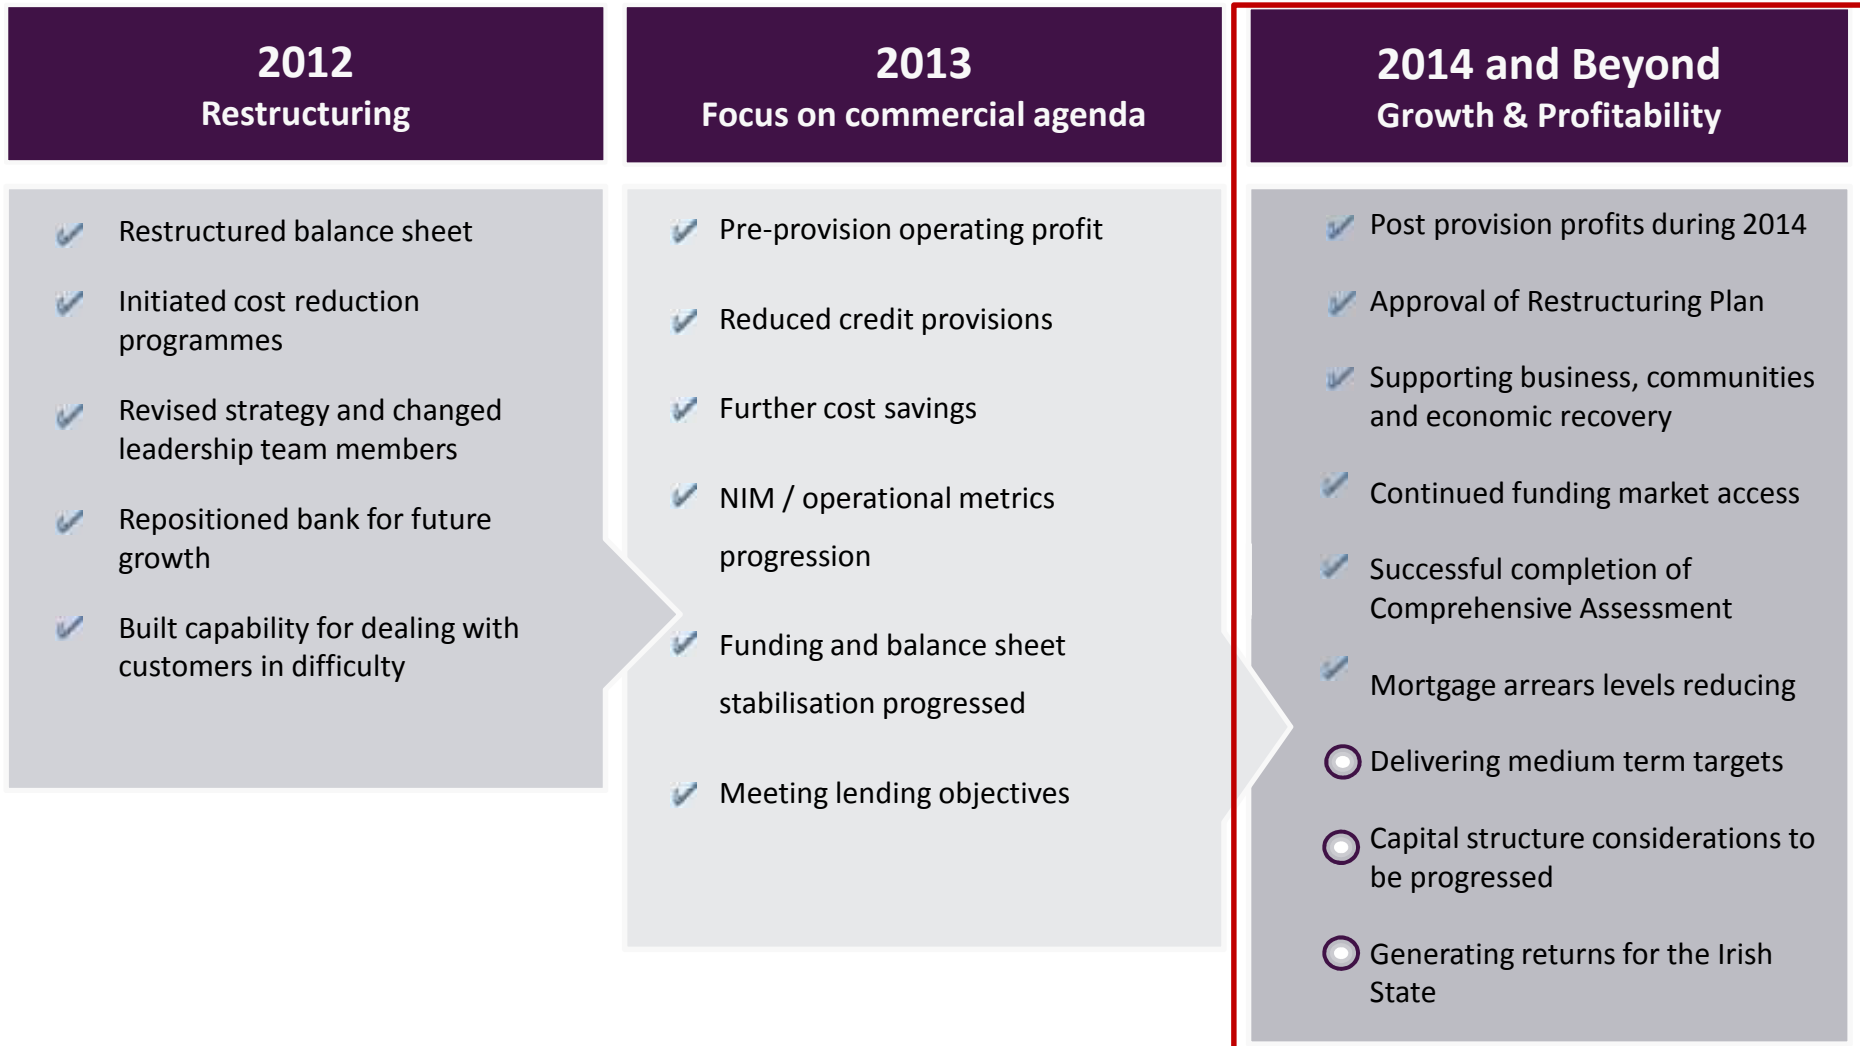 2012
Restructuring
Restructured balance sheet
Initiated cost reduction
programmes
Revised strategy and changed
leadership team members
Repositioned bank for future
growth
Built capability for dealing with
customers in difficulty
2013
Focus on commercial agenda
Pre-provision operating profit
Reduced credit provisions
Further cost savings
NIM / operational metrics
progression
Funding and balance sheet
stabilisation progressed
Meeting lending objectives
2014 and Beyond
Growth & Profitability
Post provision profits during 2014
Approval of Restructuring Plan
Supporting business, communities
and economic recovery
Continued funding market access
Successful completion of
Comprehensive Assessment
Mortgage arrears levels reducing
Delivering medium term targets
Capital structure considerations to
be progressed
Generating returns for the Irish
State